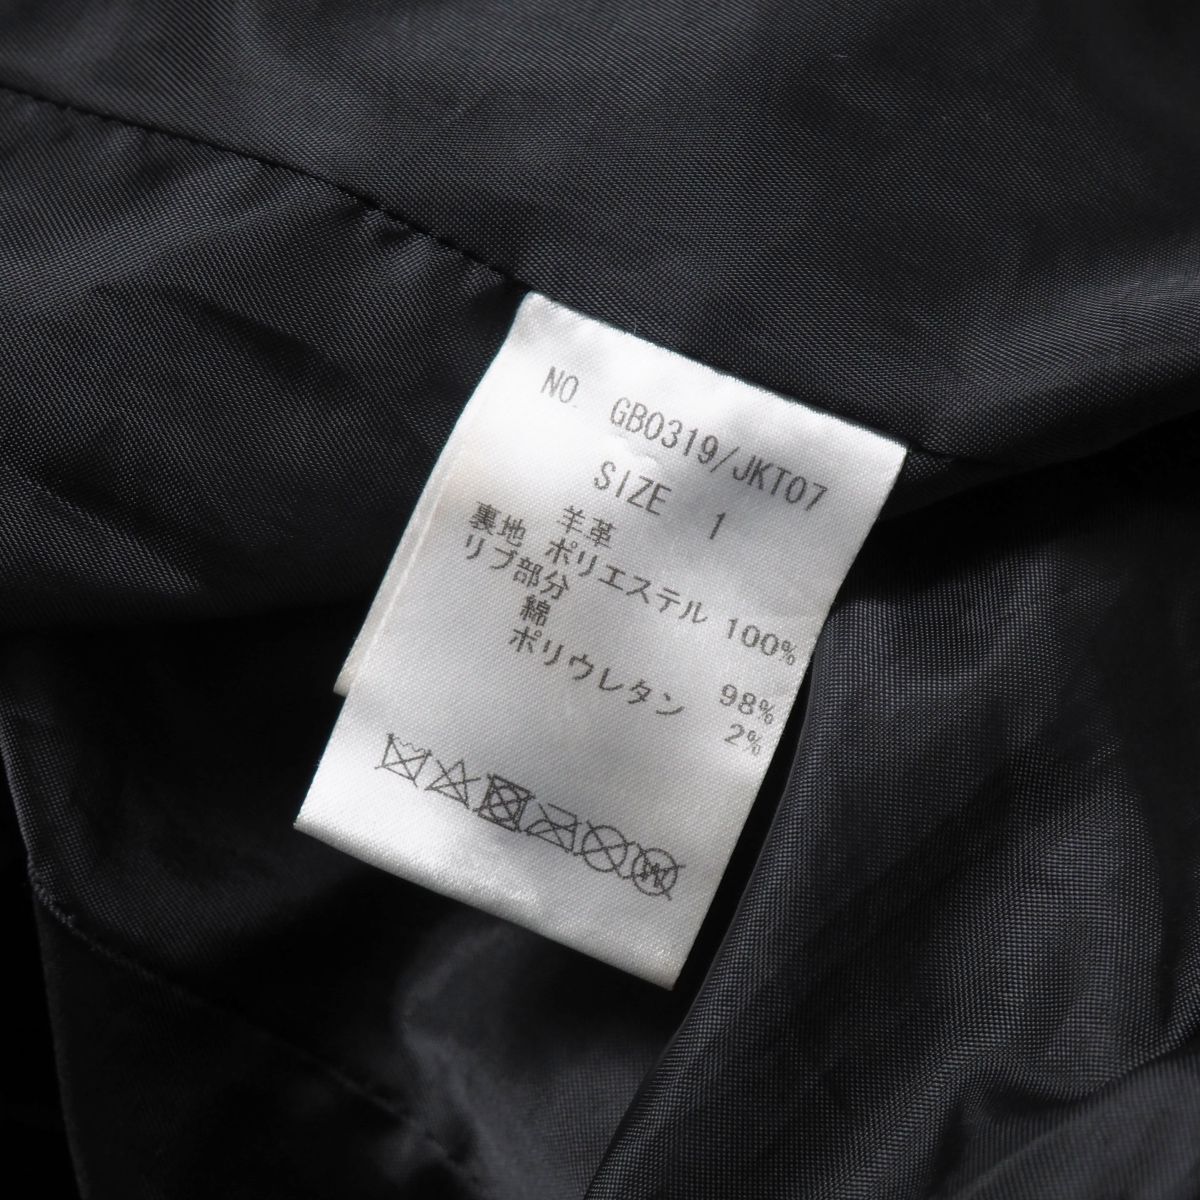 NO. GB0319/JKT07
SIZE 1
羊革
裏地 ポリエステル 100%
リブ部分
綿 98%
ポリウレタン 2%
W